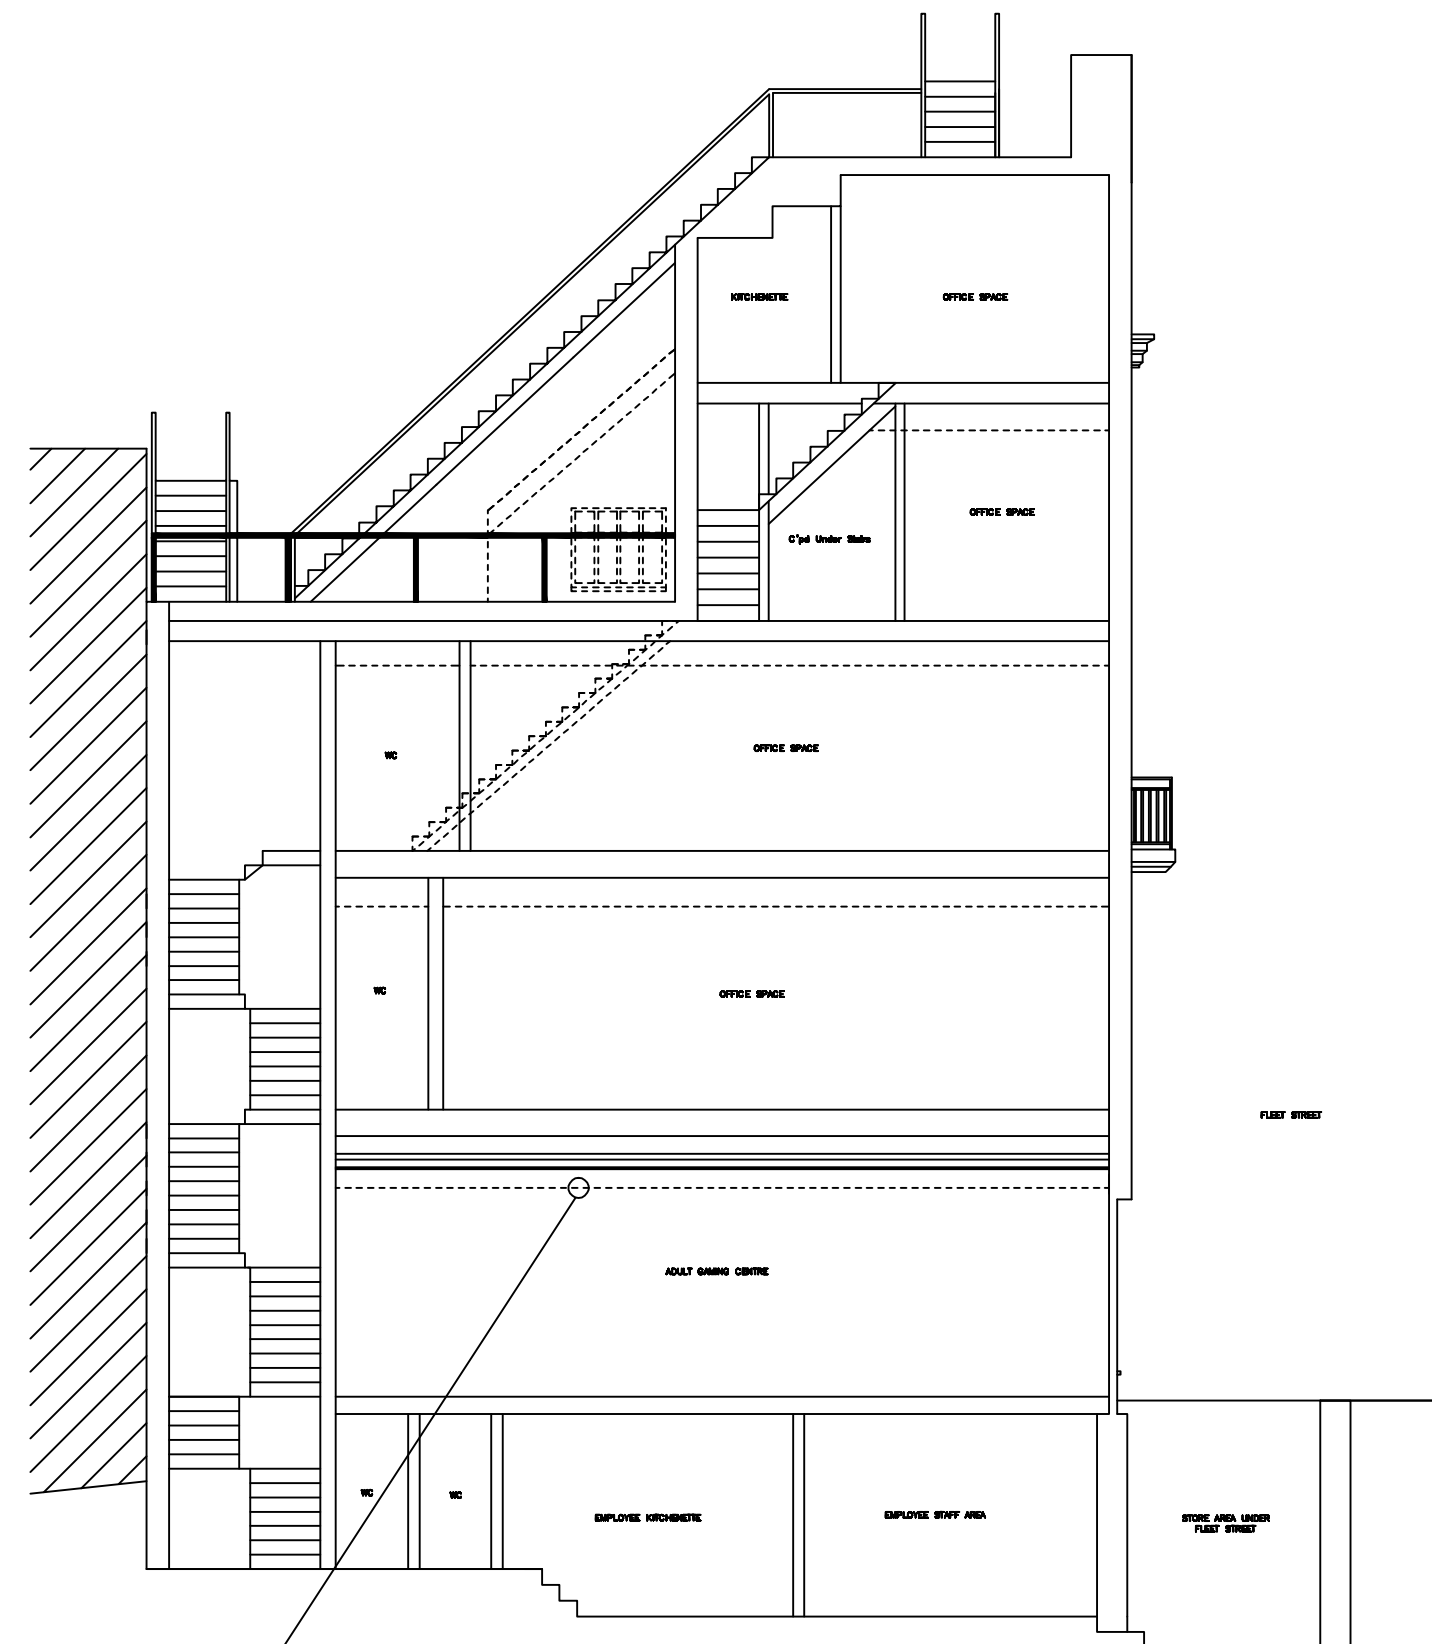 KITCHENETTE
OFFICE SPACE
OFFICE SPACE
C'pd Under Stairs
WC
OFFICE SPACE
WC
OFFICE SPACE
FLEET STREET
ADULT GAMING CENTRE
WC
WC
EMPLOYEE KITCHENETTE
EMPLOYEE STAFF AREA
STORE AREA UNDER
FLEET STREET